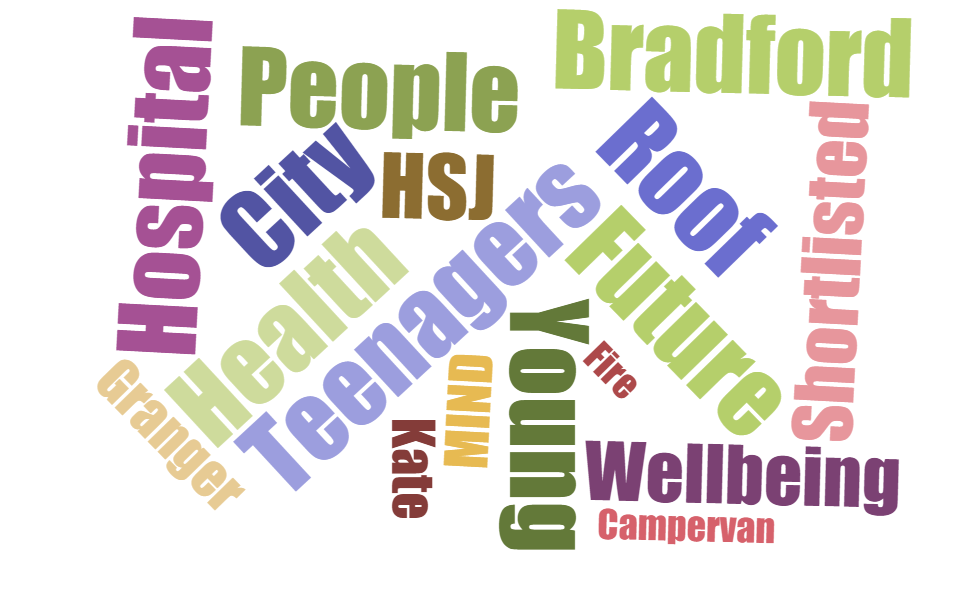 Hospital
People
Bradford
City
HSJ
Roof
Shortlisted
Health
Teenagers
Future
Young
Fire
Granger
MIND
Kate
Wellbeing
Campervan